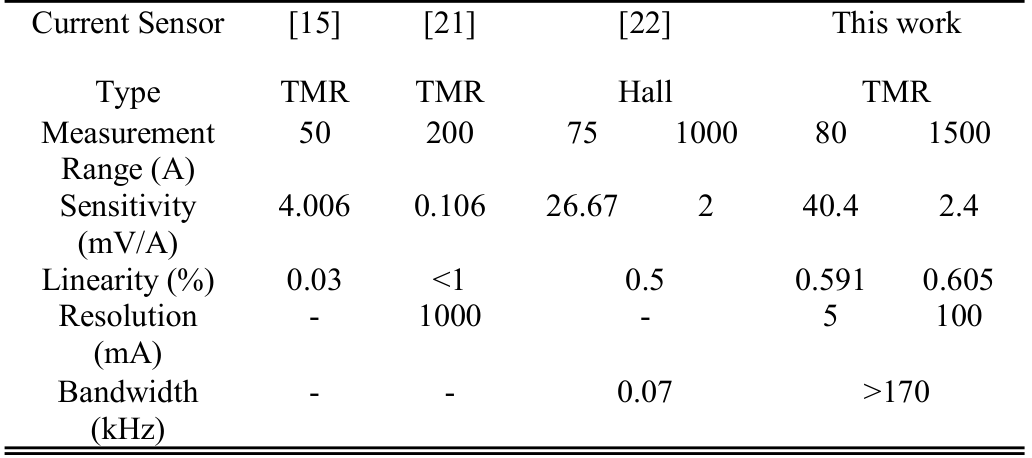 Current Sensor [15] [21] [22] This work
Type TMR TMR Hall TMR
Measurement 50 200 75 1000 80 1500
Range (A)
Sensitivity 4.006 0.106 26.67 2 40.4 2.4
(mV/A)
Linearity (%) 0.03 <1 0.5 0.591 0.605
Resolution - 1000 - 5 100
(mA)
Bandwidth - - 0.07 >170
(kHz)